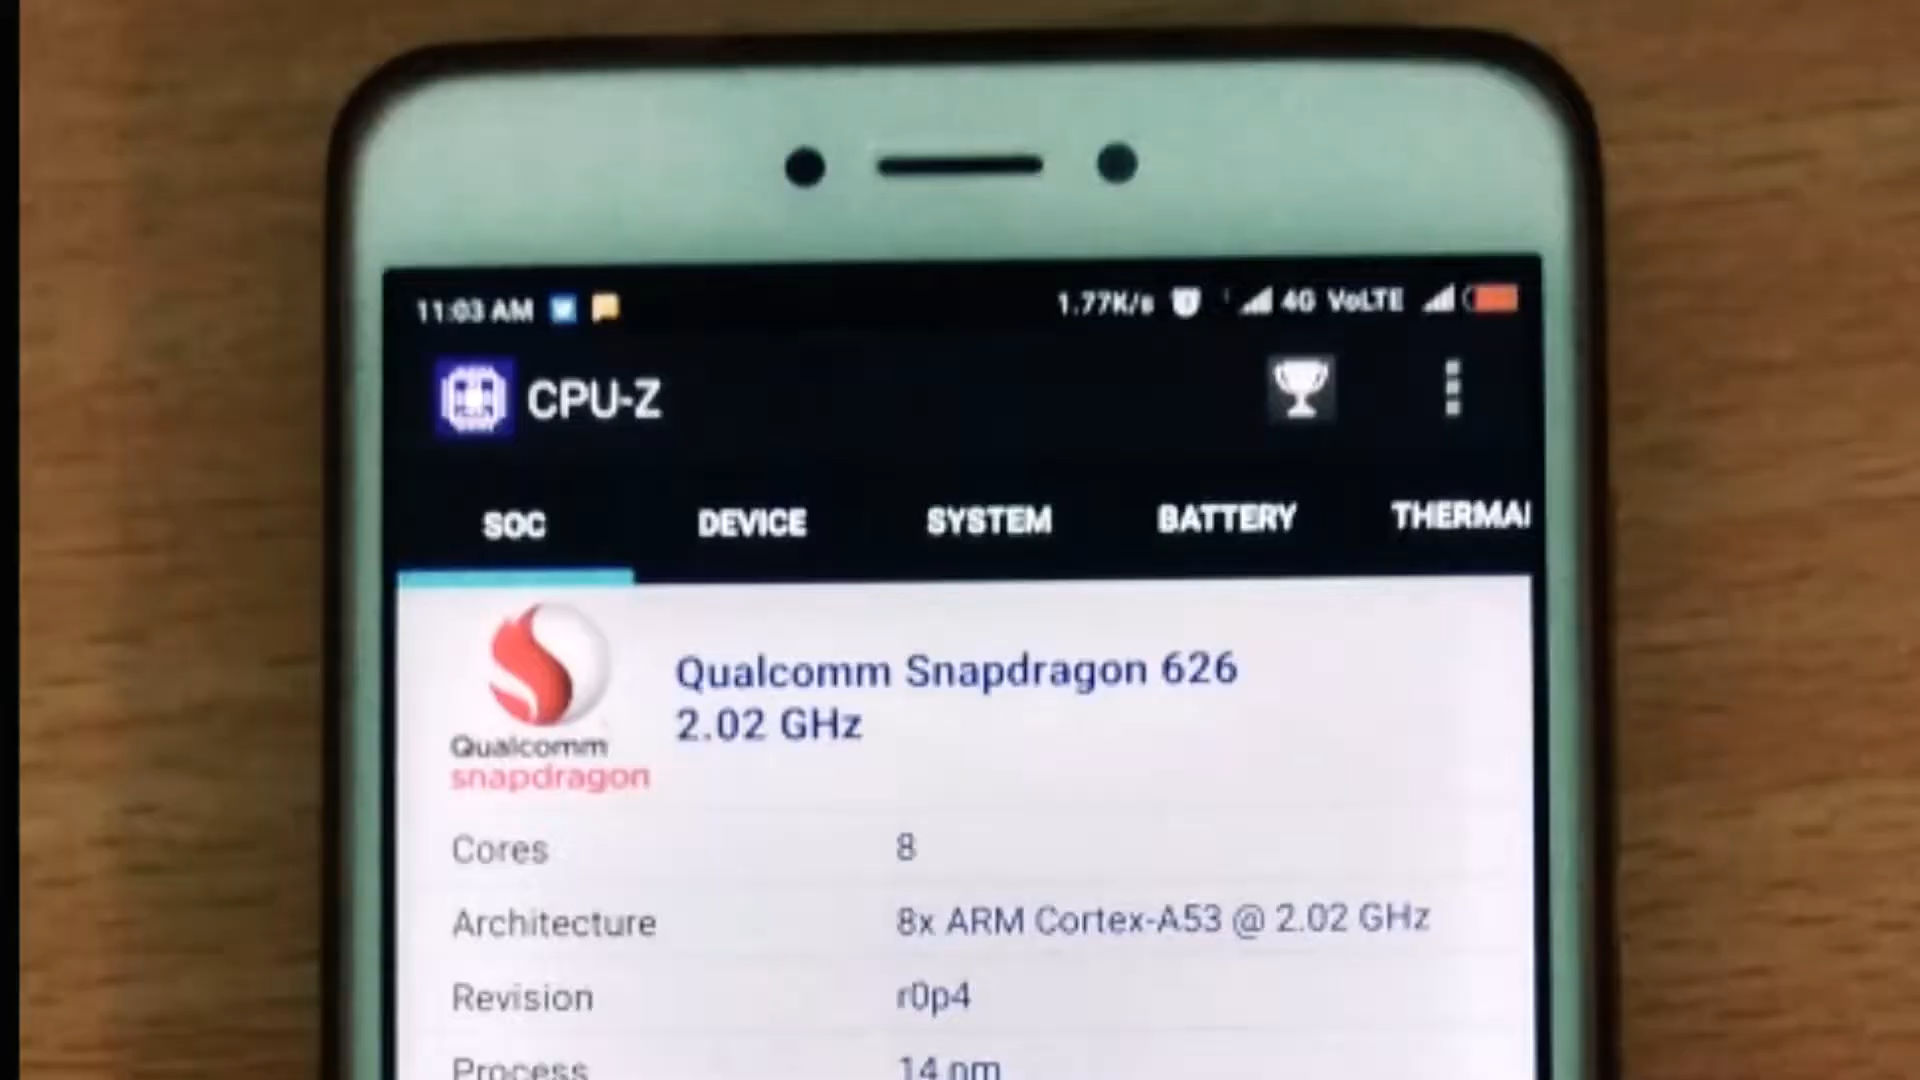 11:03 AM 1.77K/s 4G VoLTE
CPU-Z
SOC DEVICE SYSTEM BATTERY THERMAL
Qualcomm Snapdragon 626
2.02 GHz
Qualcomm
snapdragon
Cores 8
Architecture 8x ARM Cortex-A53 @ 2.02 GHz
Revision r0p4
Process 14 nm